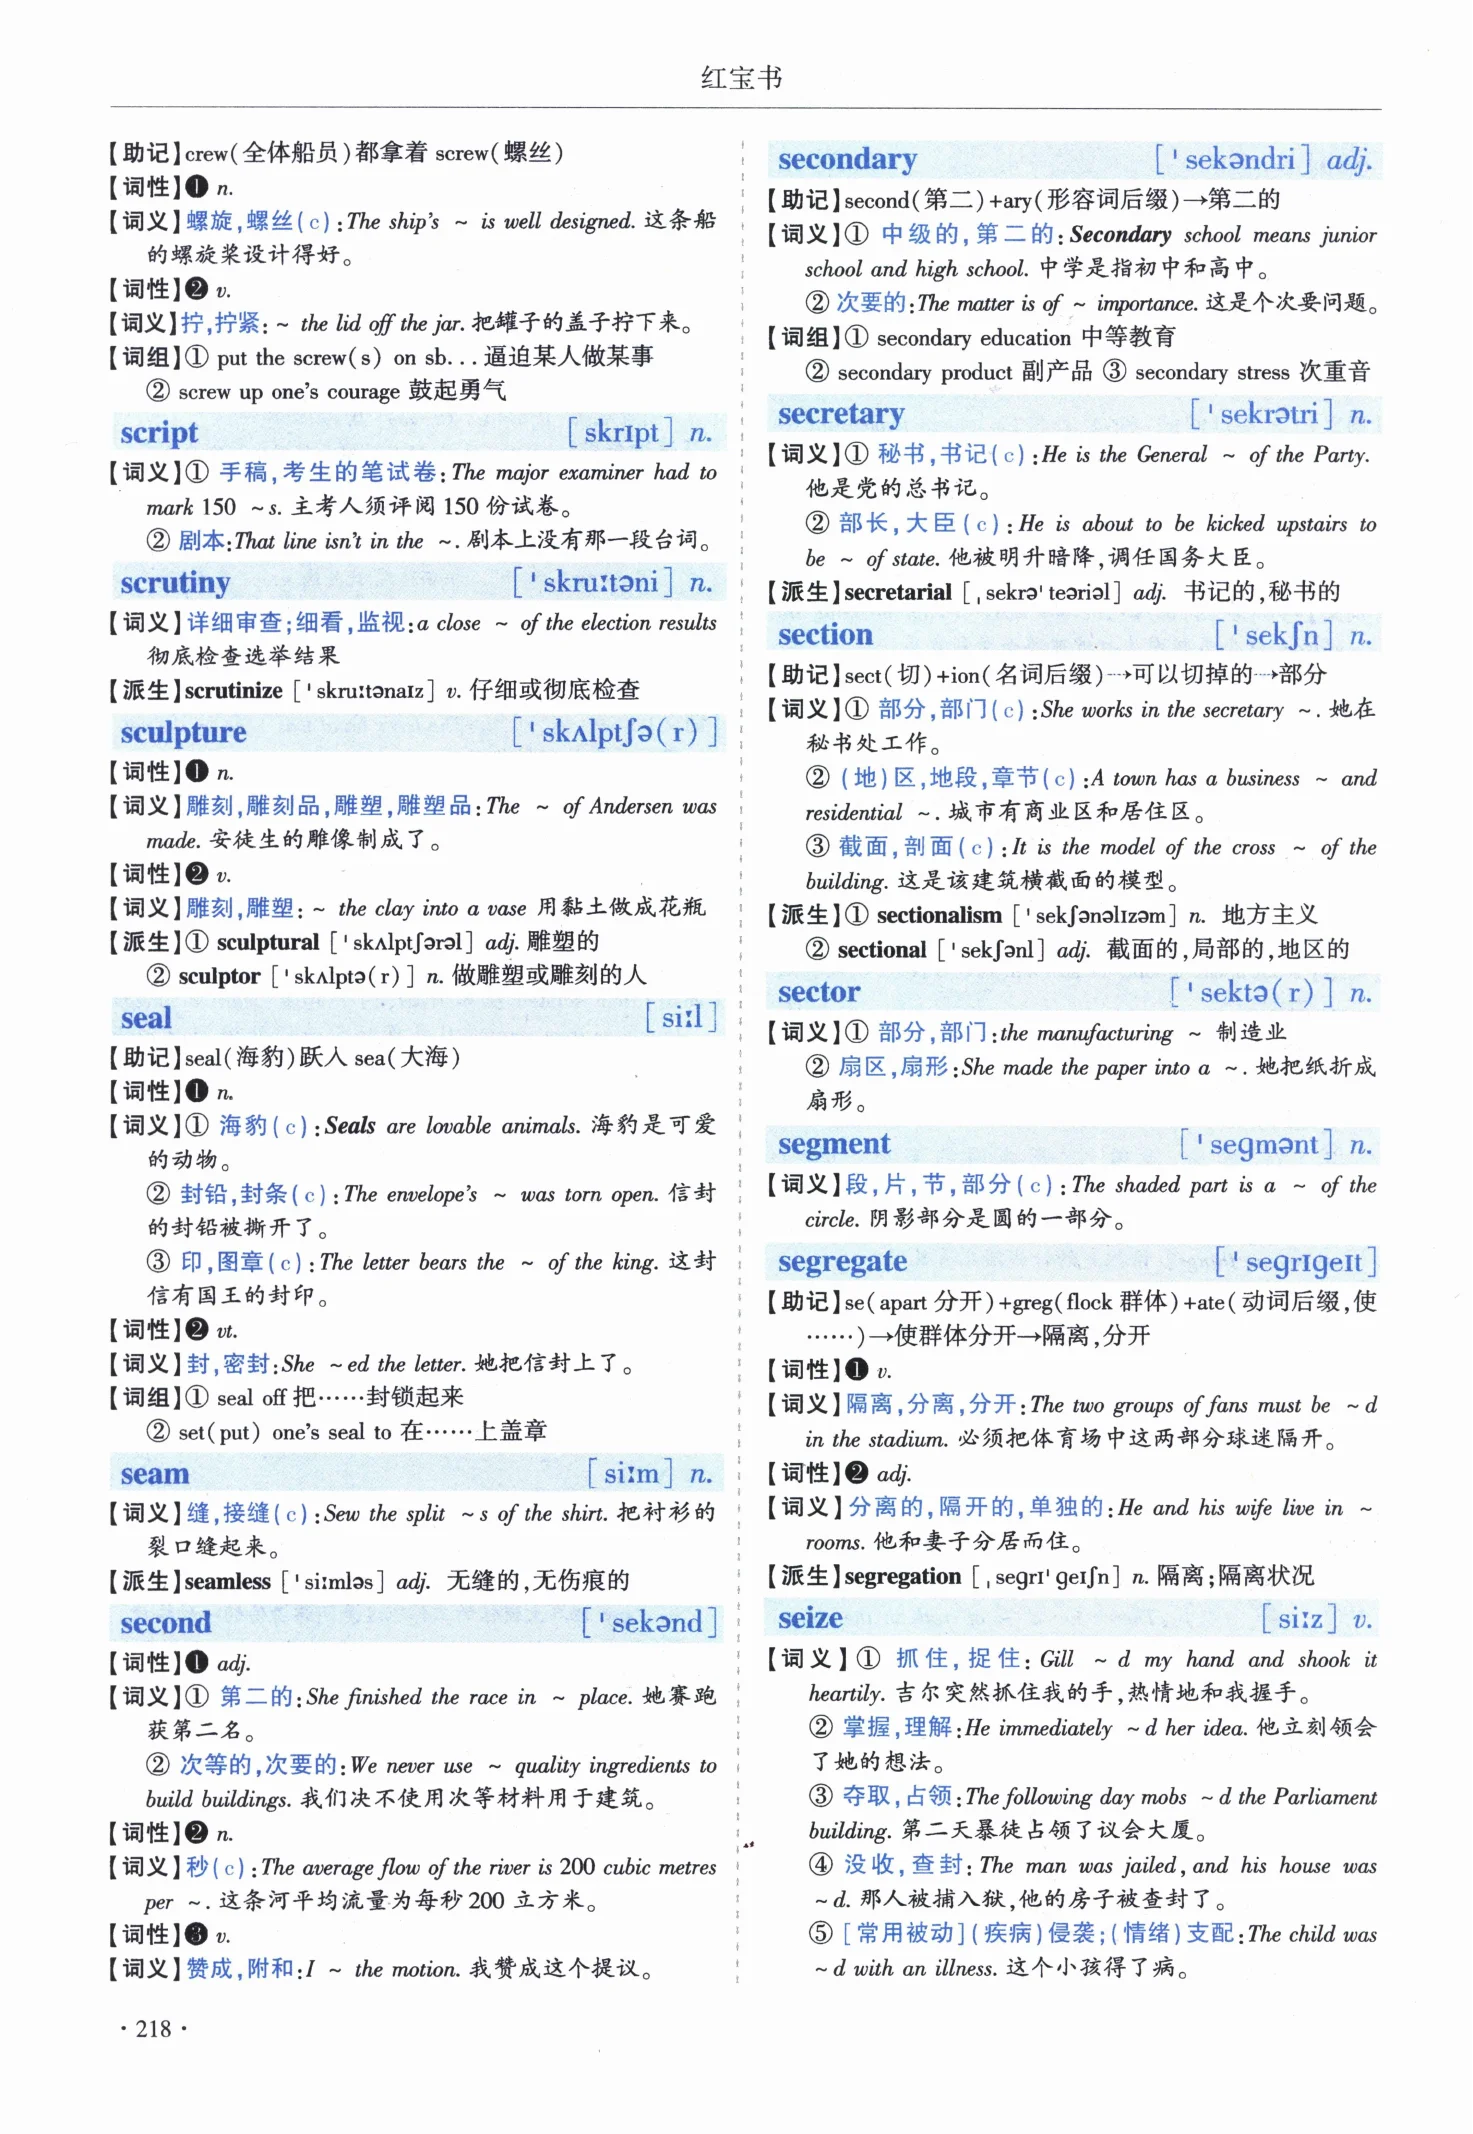 红宝书
【助记】crew(全体船员)都拿着 screw(螺丝)
【词性】❶ n.
【词义】螺旋,螺丝(c):The ship's ~ is well designed. 这条船
的螺旋桨设计得好。
【词性】❷ v.
【词义】拧,拧紧: ~ the lid off the jar. 把罐子的盖子拧下来。
【词组】① put the screw(s) on sb... 逼迫某人做某事
② screw up one's courage 鼓起勇气
script [skrɪpt] n.
【词义】① 手稿,考生的笔试卷:The major examiner had to
mark 150 ~s. 主考人须评阅 150 份试卷。
② 剧本:That line isn't in the ~. 剧本上没有那一段台词。
scrutiny ['skruːtəni] n.
【词义】详细审查;细看,监视:a close ~ of the election results
彻底检查选举结果
【派生】scrutinize ['skruːtənaɪz] v. 仔细或彻底检查
sculpture ['skʌlptʃə(r)]
【词性】❶ n.
【词义】雕刻,雕刻品,雕塑,雕塑品:The ~ of Andersen was
made. 安徒生的雕像制成了。
【词性】❷ v.
【词义】雕刻,雕塑: ~ the clay into a vase 用黏土做成花瓶
【派生】① sculptural ['skʌlptʃərəl] adj. 雕塑的
② sculptor ['skʌlptə(r)] n. 做雕塑或雕刻的人
seal [siːl]
【助记】seal(海豹)跃入 sea(大海)
【词性】❶ n.
【词义】① 海豹(c):Seals are lovable animals. 海豹是可爱
的动物。
② 封铅,封条(c):The envelope's ~ was torn open. 信封
的封铅被撕开了。
③ 印,图章(c):The letter bears the ~ of the king. 这封
信有国王的封印。
【词性】❷ vt.
【词义】封,密封:She ~ed the letter. 她把信封上了。
【词组】① seal off 把……封锁起来
② set(put) one's seal to 在……上盖章
seam [siːm] n.
【词义】缝,接缝(c):Sew the split ~s of the shirt. 把衬衫的
裂口缝起来。
【派生】seamless ['siːmləs] adj. 无缝的,无伤痕的
second ['sekənd]
【词性】❶ adj.
【词义】① 第二的:She finished the race in ~ place. 她赛跑
获第二名。
② 次等的,次要的:We never use ~ quality ingredients to
build buildings. 我们决不使用次等材料用于建筑。
【词性】❷ n.
【词义】秒(c):The average flow of the river is 200 cubic metres
per ~. 这条河平均流量为每秒 200 立方米。
【词性】❸ v.
【词义】赞成,附和:I ~ the motion. 我赞成这个提议。
secondary ['sekəndri] adj.
【助记】second(第二)+ary(形容词后缀)→第二的
【词义】① 中级的,第二的:Secondary school means junior
school and high school. 中学是指初中和高中。
② 次要的:The matter is of ~ importance. 这是个次要问题。
【词组】① secondary education 中等教育
② secondary product 副产品 ③ secondary stress 次重音
secretary ['sekrətri] n.
【词义】① 秘书,书记(c):He is the General ~ of the Party.
他是党的总书记。
② 部长,大臣(c):He is about to be kicked upstairs to
be ~ of state. 他被明升暗降,调任国务大臣。
【派生】secretarial [ˌsekrə'teəriəl] adj. 书记的,秘书的
section ['sekʃn] n.
【助记】sect(切)+ion(名词后缀)→可以切掉的→部分
【词义】① 部分,部门(c):She works in the secretary ~. 她在
秘书处工作。
② (地)区,地段,章节(c):A town has a business ~ and
residential ~. 城市有商业区和居住区。
③ 截面,剖面(c):It is the model of the cross ~ of the
building. 这是该建筑横截面的模型。
【派生】① sectionalism ['sekʃənəlɪzəm] n. 地方主义
② sectional ['sekʃənl] adj. 截面的,局部的,地区的
sector ['sektə(r)] n.
【词义】① 部分,部门:the manufacturing ~ 制造业
② 扇区,扇形:She made the paper into a ~. 她把纸折成
扇形。
segment ['segmənt] n.
【词义】段,片,节,部分(c):The shaded part is a ~ of the
circle. 阴影部分是圆的一部分。
segregate ['segrɪgeɪt]
【助记】se(apart 分开)+greg(flock 群体)+ate(动词后缀,使
……)→使群体分开→隔离,分开
【词性】❶ v.
【词义】隔离,分离,分开:The two groups of fans must be ~d
in the stadium. 必须把体育场中这两部分球迷隔开。
【词性】❷ adj.
【词义】分离的,隔开的,单独的:He and his wife live in ~
rooms. 他和妻子分居而住。
【派生】segregation [ˌsegrɪ'geɪʃn] n. 隔离;隔离状况
seize [siːz] v.
【词义】① 抓住,捉住: Gill ~d my hand and shook it
heartily. 吉尔突然抓住我的手,热情地和我握手。
② 掌握,理解:He immediately ~d her idea. 他立刻领会
了她的想法。
③ 夺取,占领:The following day mobs ~d the Parliament
building. 第二天暴徒占领了议会大厦。
④ 没收,查封: The man was jailed, and his house was
~d. 那人被捕入狱,他的房子被查封了。
⑤ [常用被动](疾病)侵袭;(情绪)支配:The child was
~d with an illness. 这个小孩得了病。
·218·